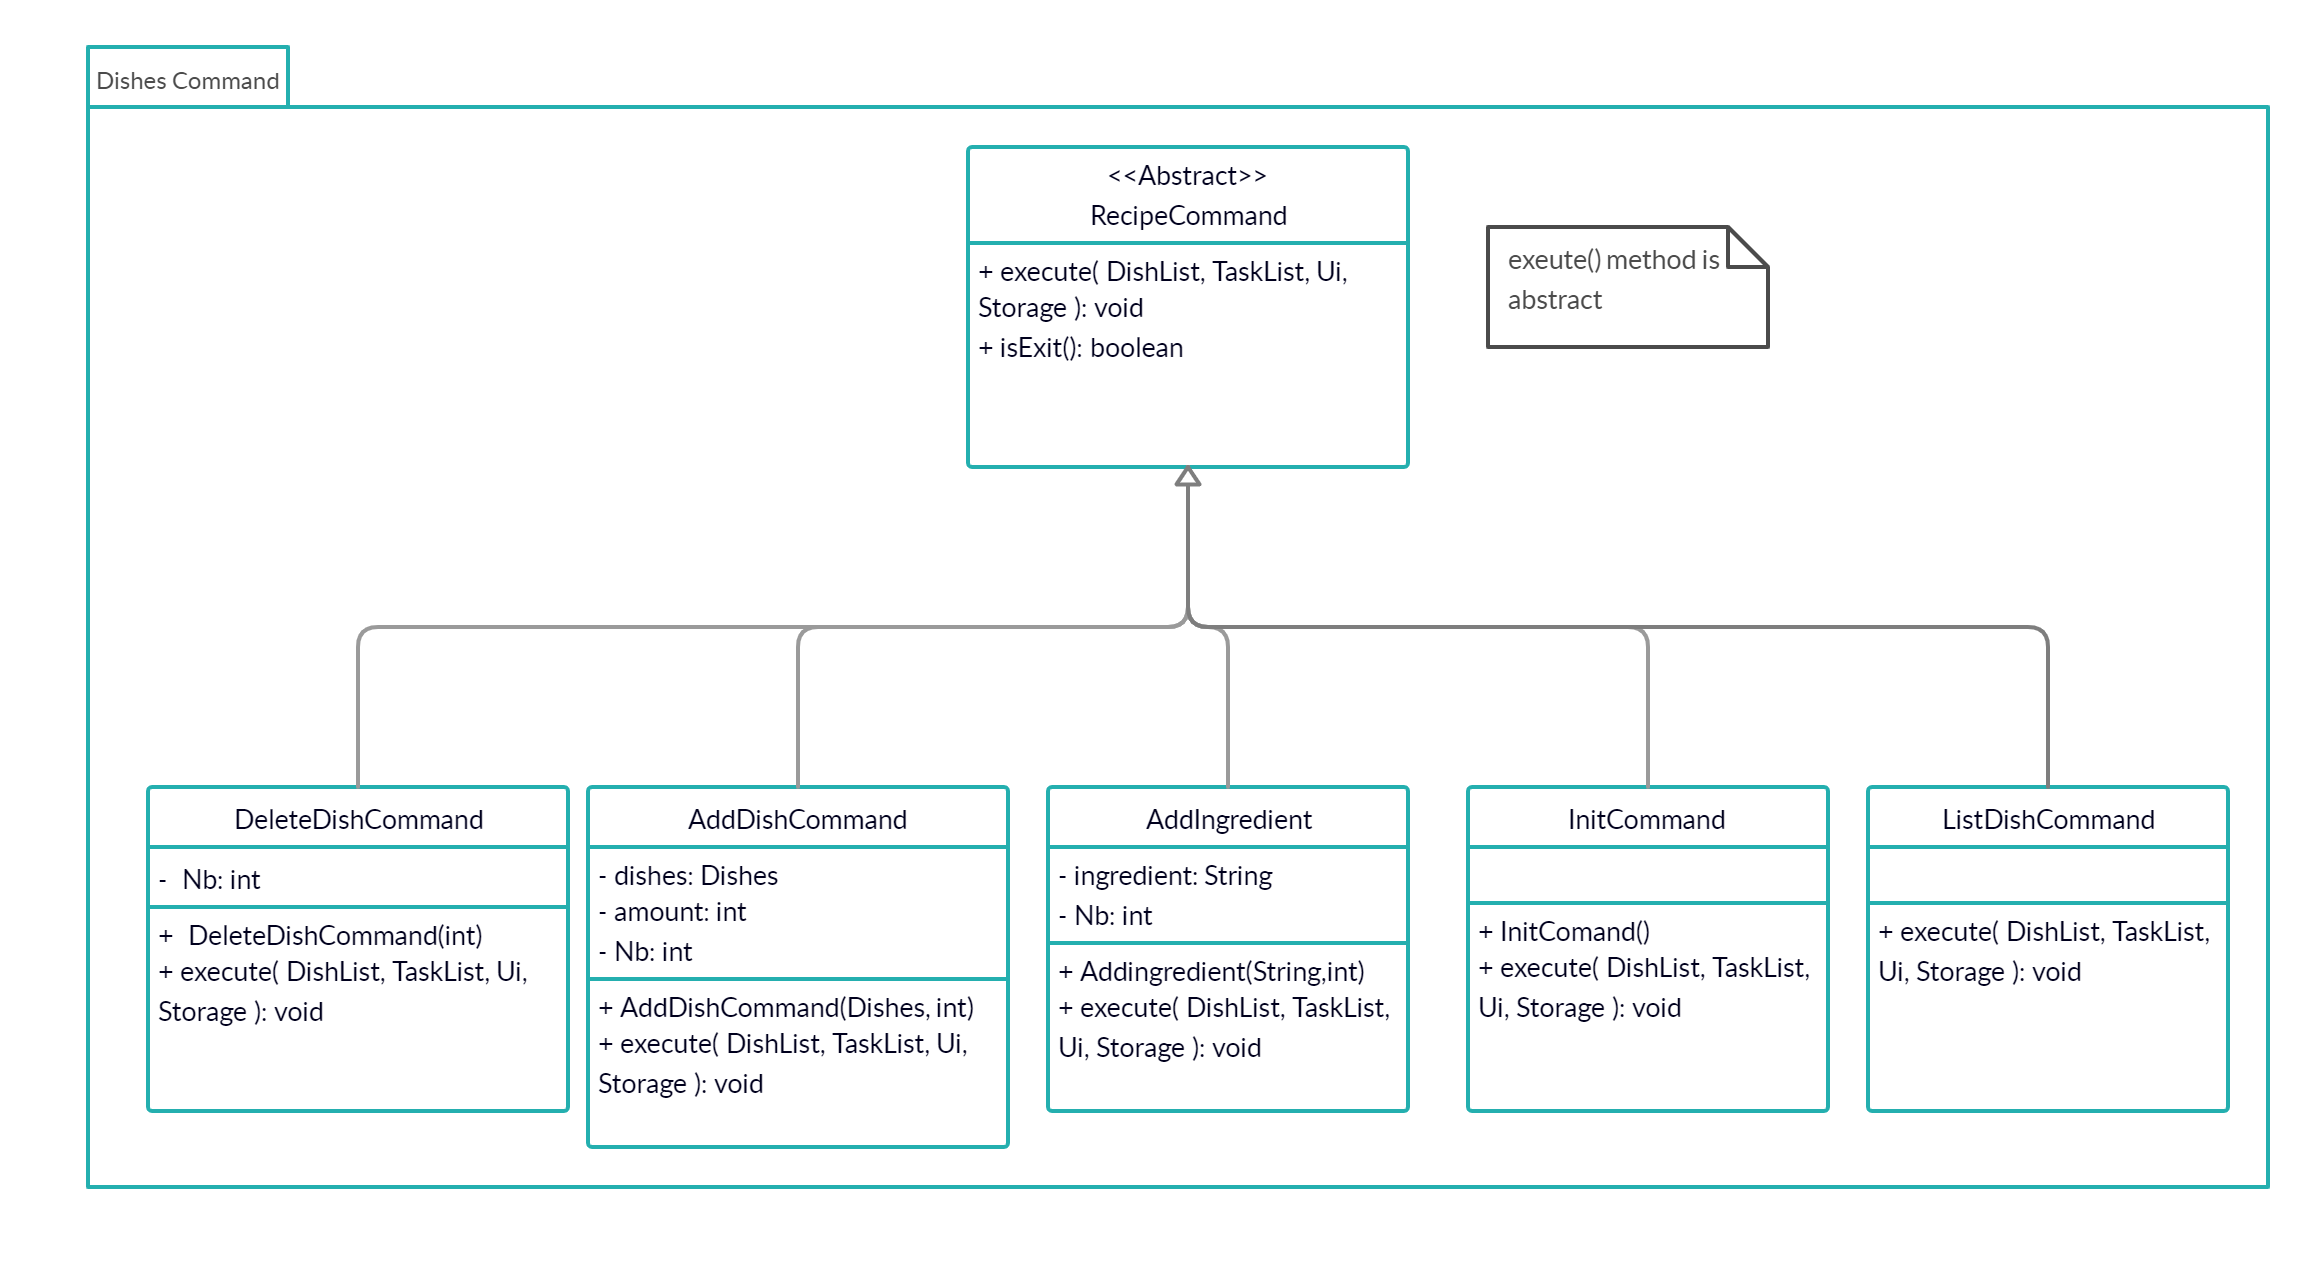 Dishes Command
<<Abstract>>
RecipeCommand
+ execute( DishList, TaskList, Ui,
Storage ): void
+ isExit(): boolean
exeute() method is
abstract
DeleteDishCommand
- Nb: int
+ DeleteDishCommand(int)
+ execute( DishList, TaskList, Ui,
Storage ): void
AddDishCommand
- dishes: Dishes
- amount: int
- Nb: int
+ AddDishCommand(Dishes, int)
+ execute( DishList, TaskList, Ui,
Storage ): void
AddIngredient
- ingredient: String
- Nb: int
+ Addingredient(String,int)
+ execute( DishList, TaskList,
Ui, Storage ): void
InitCommand
+ InitComand()
+ execute( DishList, TaskList,
Ui, Storage ): void
ListDishCommand
+ execute( DishList, TaskList,
Ui, Storage ): void